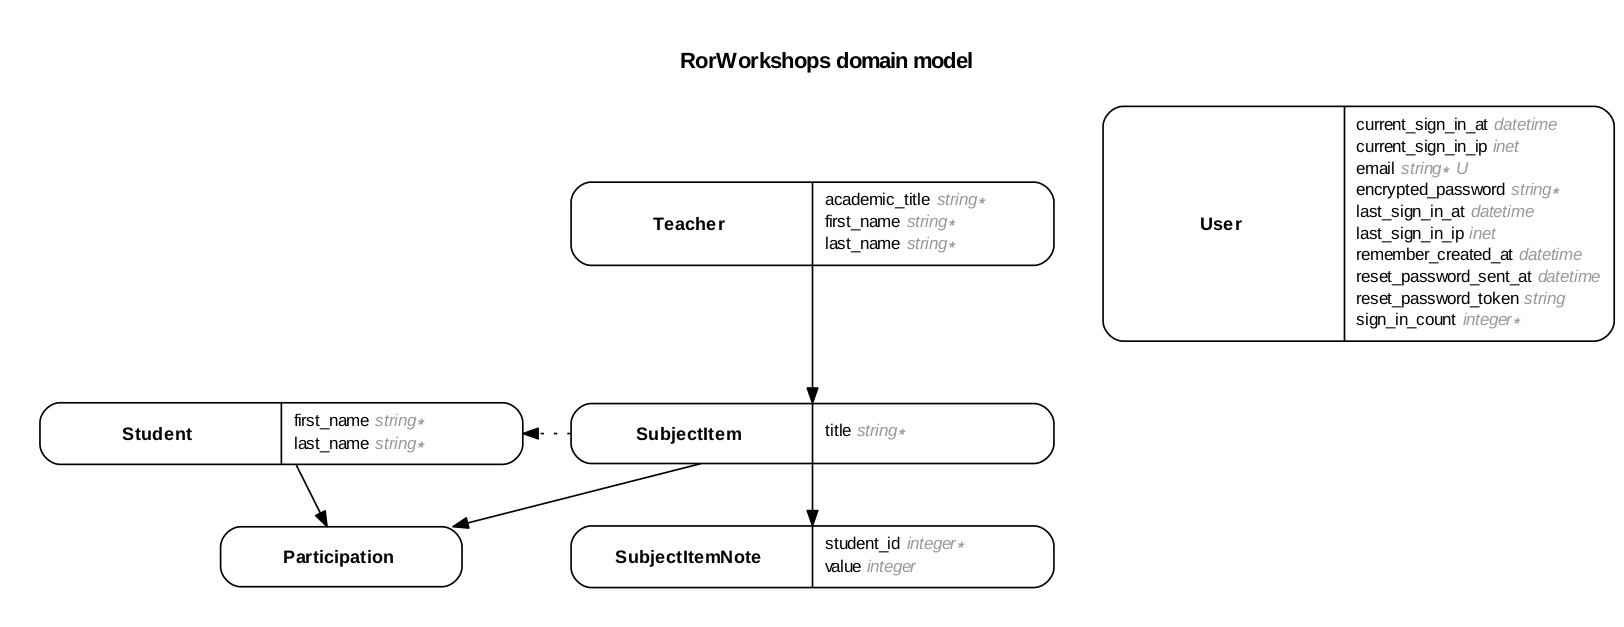 RorWorkshops domain model
Teacher
academic_title string*
first_name string*
last_name string*
User
current_sign_in_at datetime
current_sign_in_ip inet
email string* U
encrypted_password string*
last_sign_in_at datetime
last_sign_in_ip inet
remember_created_at datetime
reset_password_sent_at datetime
reset_password_token string
sign_in_count integer*
Student
first_name string*
last_name string*
SubjectItem
title string*
Participation
SubjectItemNote
student_id integer*
value integer